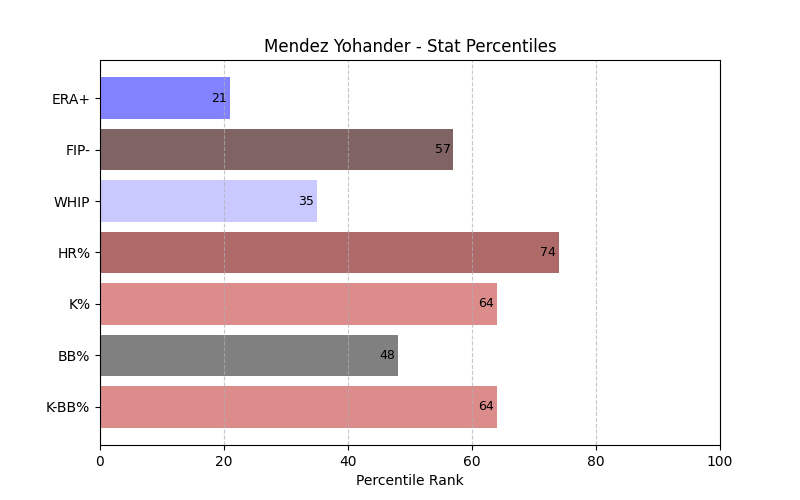 Mendez Yohander - Stat Percentiles
ERA+
21
FIP-
57
WHIP
35
HR%
74
K%
64
BB%
48
K-BB%
64
0 20 40 60 80 100
Percentile Rank